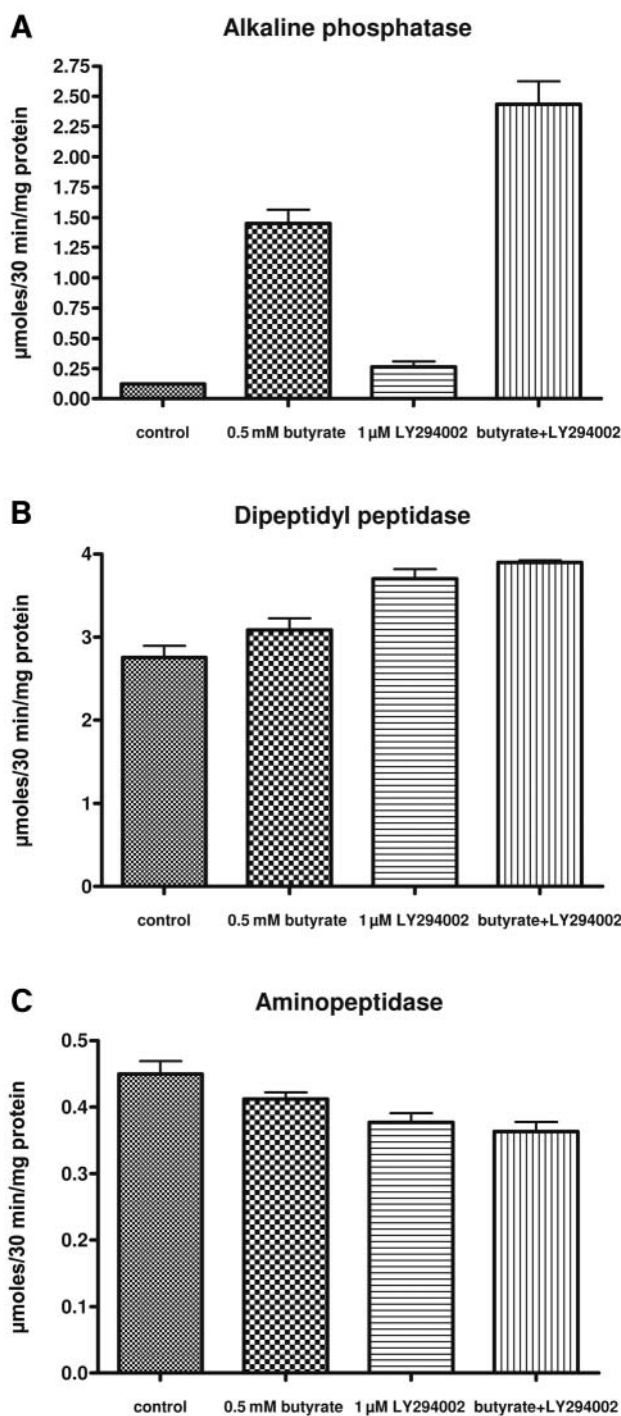 A
Alkaline phosphatase
µmoles/30 min/mg protein
2.75
2.50
2.25
2.00
1.75
1.50
1.25
1.00
0.75
0.50
0.25
0.00
control 0.5 mM butyrate 1 µM LY294002 butyrate+LY294002
B
Dipeptidyl peptidase
µmoles/30 min/mg protein
4
3
2
1
0
control 0.5 mM butyrate 1 µM LY294002 butyrate+LY294002
C
Aminopeptidase
µmoles/30 min/mg protein
0.5
0.4
0.3
0.2
0.1
0.0
control 0.5 mM butyrate 1 µM LY294002 butyrate+LY294002